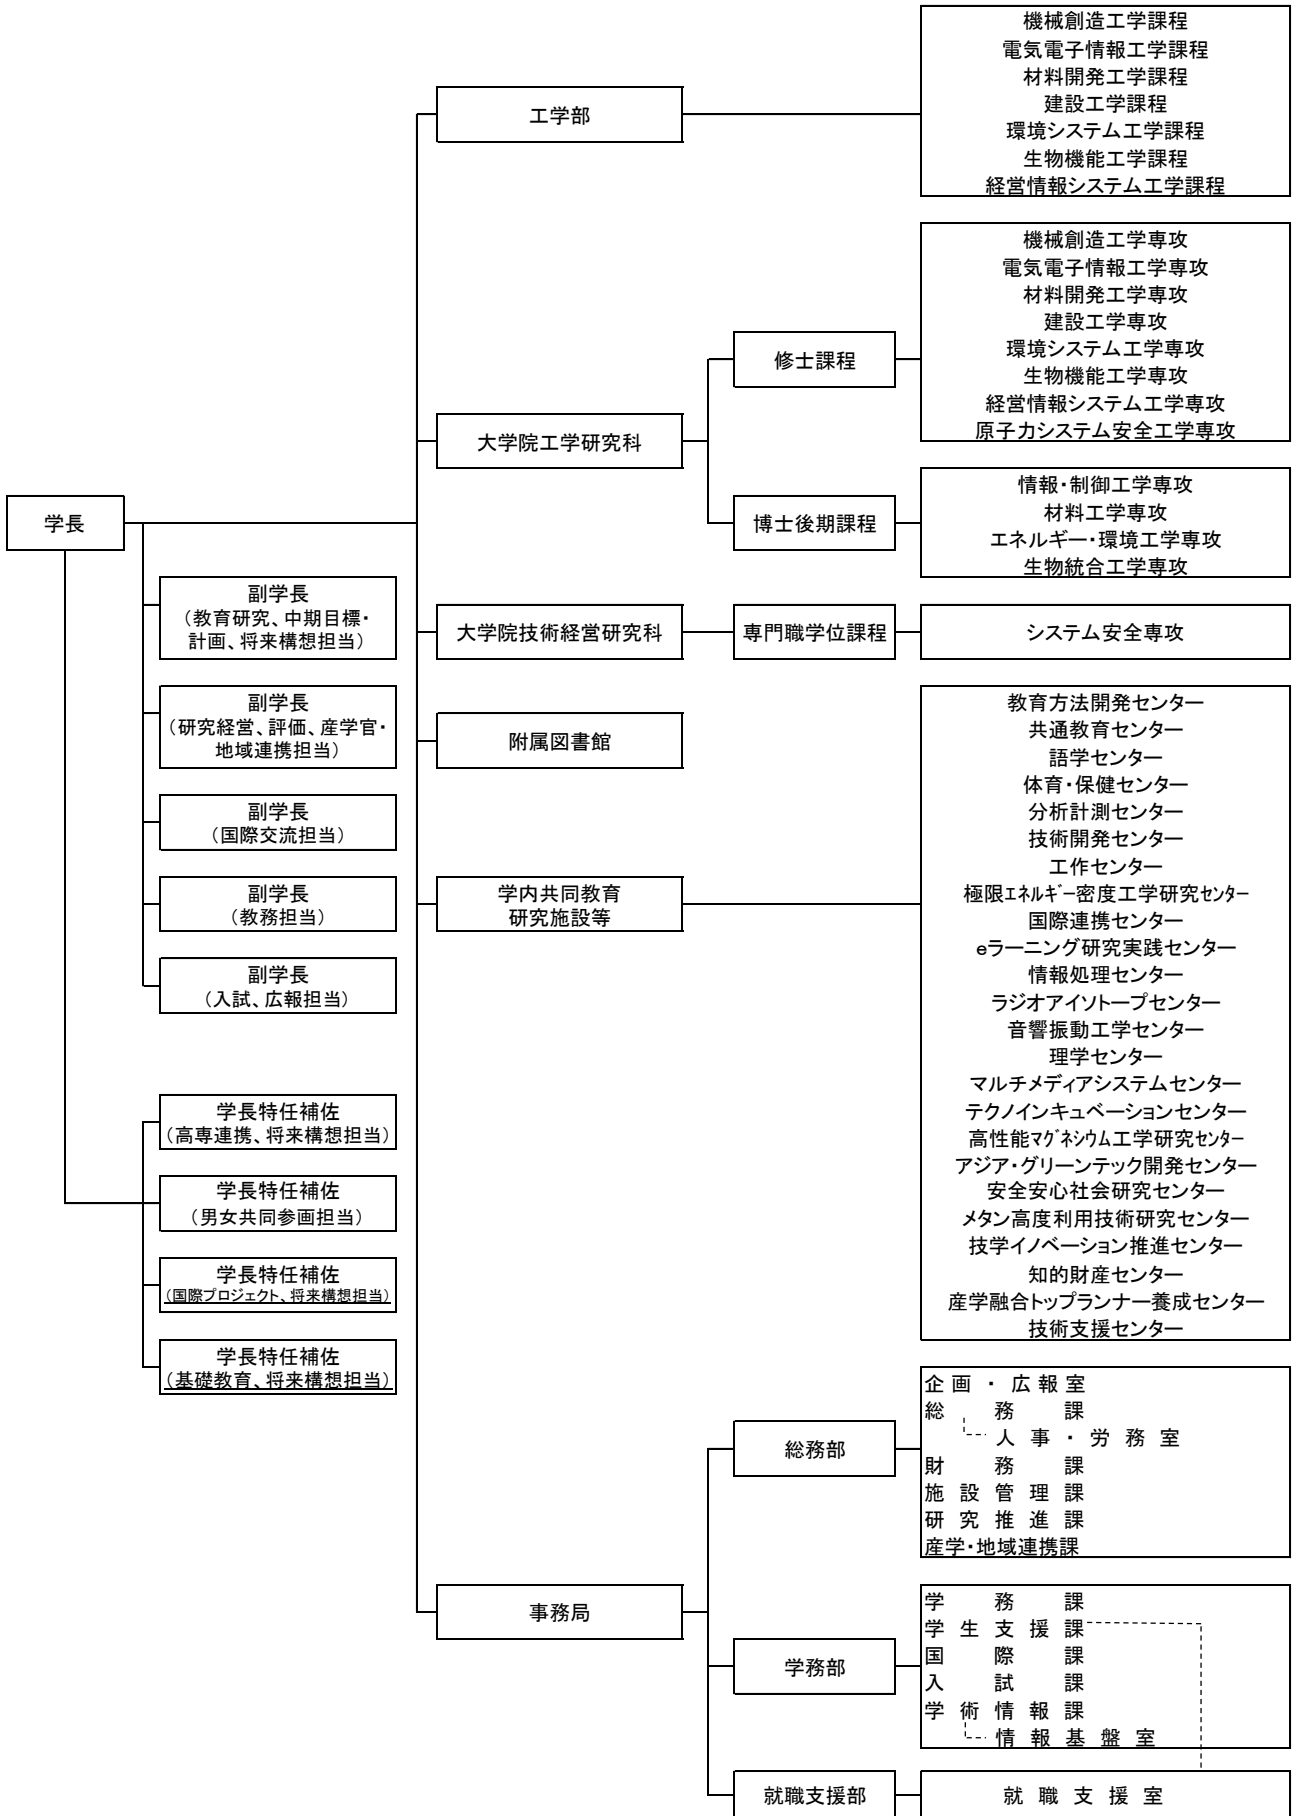 学長
副学長
（教育研究、中期目標・
計画、将来構想担当）
副学長
（研究経営、評価、産学官・
地域連携担当）
副学長
（国際交流担当）
副学長
（教務担当）
副学長
（入試、広報担当）
学長特任補佐
（高専連携、将来構想担当）
学長特任補佐
（男女共同参画担当）
学長特任補佐
（国際プロジェクト、将来構想担当）
学長特任補佐
（基礎教育、将来構想担当）
工学部
機械創造工学課程
電気電子情報工学課程
材料開発工学課程
建設工学課程
環境システム工学課程
生物機能工学課程
経営情報システム工学課程
大学院工学研究科
修士課程
機械創造工学専攻
電気電子情報工学専攻
材料開発工学専攻
建設工学専攻
環境システム工学専攻
生物機能工学専攻
経営情報システム工学専攻
原子力システム安全工学専攻
博士後期課程
情報・制御工学専攻
材料工学専攻
エネルギー・環境工学専攻
生物統合工学専攻
大学院技術経営研究科
専門職学位課程
システム安全専攻
附属図書館
学内共同教育
研究施設等
教育方法開発センター
共通教育センター
語学センター
体育・保健センター
分析計測センター
技術開発センター
工作センター
極限ｴﾈﾙｷﾞｰ密度工学研究ｾﾝﾀｰ
国際連携センター
eラーニング研究実践センター
情報処理センター
ラジオアイソトープセンター
音響振動工学センター
理学センター
マルチメディアシステムセンター
テクノインキュベーションセンター
高性能ﾏｸﾞﾈｼｳﾑ工学研究ｾﾝﾀｰ
アジア・グリーンテック開発センター
安全安心社会研究センター
メタン高度利用技術研究センター
技学イノベーション推進センター
知的財産センター
産学融合トップランナー養成センター
技術支援センター
事務局
総務部
企画・広報室
総務課
人事・労務室
財務課
施設管理課
研究推進課
産学・地域連携課
学務部
学務課
学生支援課
国際課
入試課
学術情報課
情報基盤室
就職支援部
就職支援室